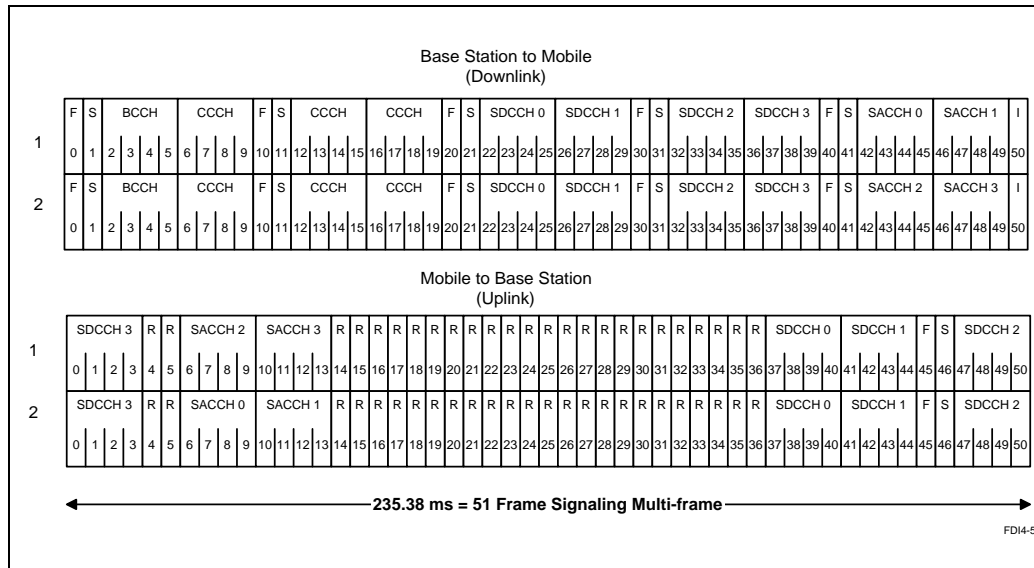 Base Station to Mobile
(Downlink)
F S BCCH CCCH F S CCCH CCCH F S SDCCH 0 SDCCH 1 F S SDCCH 2 SDCCH 3 F S SACCH 0 SACCH 1 I
1
0 1 2 3 4 5 6 7 8 9 10 11 12 13 14 15 16 17 18 19 20 21 22 23 24 25 26 27 28 29 30 31 32 33 34 35 36 37 38 39 40 41 42 43 44 45 46 47 48 49 50
F S BCCH CCCH F S CCCH CCCH F S SDCCH 0 SDCCH 1 F S SDCCH 2 SDCCH 3 F S SACCH 2 SACCH 3 I
2
0 1 2 3 4 5 6 7 8 9 10 11 12 13 14 15 16 17 18 19 20 21 22 23 24 25 26 27 28 29 30 31 32 33 34 35 36 37 38 39 40 41 42 43 44 45 46 47 48 49 50
Mobile to Base Station
(Uplink)
SDCCH 3 R R SACCH 2 SACCH 3 R R R R R R R R R R R R R R R R R R R R R R R SDCCH 0 SDCCH 1 F S SDCCH 2
1
0 1 2 3 4 5 6 7 8 9 10 11 12 13 14 15 16 17 18 19 20 21 22 23 24 25 26 27 28 29 30 31 32 33 34 35 36 37 38 39 40 41 42 43 44 45 46 47 48 49 50
SDCCH 3 R R SACCH 0 SACCH 1 R R R R R R R R R R R R R R R R R R R R R R R SDCCH 0 SDCCH 1 F S SDCCH 2
2
0 1 2 3 4 5 6 7 8 9 10 11 12 13 14 15 16 17 18 19 20 21 22 23 24 25 26 27 28 29 30 31 32 33 34 35 36 37 38 39 40 41 42 43 44 45 46 47 48 49 50
235.38 ms = 51 Frame Signaling Multi-frame
FDI4-5